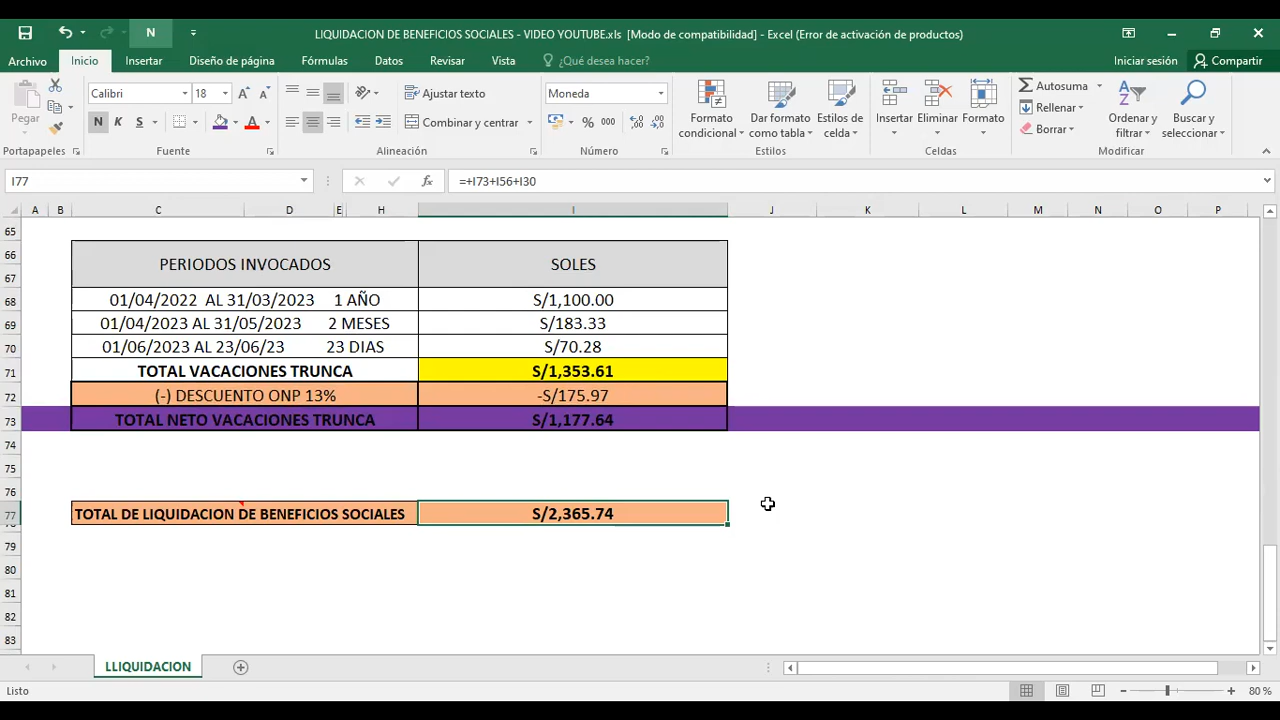 N
LIQUIDACION DE BENEFICIOS SOCIALES - VIDEO YOUTUBE.xls [Modo de compatibilidad] - Excel (Error de activación de productos)
Archivo Inicio Insertar Diseño de página Fórmulas Datos Revisar Vista ¿Qué desea hacer? Iniciar sesión Compartir
Pegar
Calibri 18
N K S
Ajustar texto
Combinar y centrar
Moneda
% 000
Formato condicional
Dar formato como tabla
Estilos de celda
Insertar Eliminar Formato
Autosuma
Rellenar
Borrar
Ordenar y filtrar
Buscar y seleccionar
Portapapeles Fuente Alineación Número Estilos Celdas Modificar
I77 fx =+I73+I56+I30
A B C D E H I J K L M N O P
65
66
67 PERIODOS INVOCADOS SOLES
68 01/04/2022 AL 31/03/2023 1 AÑO S/1,100.00
69 01/04/2023 AL 31/05/2023 2 MESES S/183.33
70 01/06/2023 AL 23/06/23 23 DIAS S/70.28
71 TOTAL VACACIONES TRUNCA S/1,353.61
72 (-) DESCUENTO ONP 13% -S/175.97
73 TOTAL NETO VACACIONES TRUNCA S/1,177.64
74
75
76
77 TOTAL DE LIQUIDACION DE BENEFICIOS SOCIALES S/2,365.74
79
80
81
82
83
LLIQUIDACION
Listo 80 %